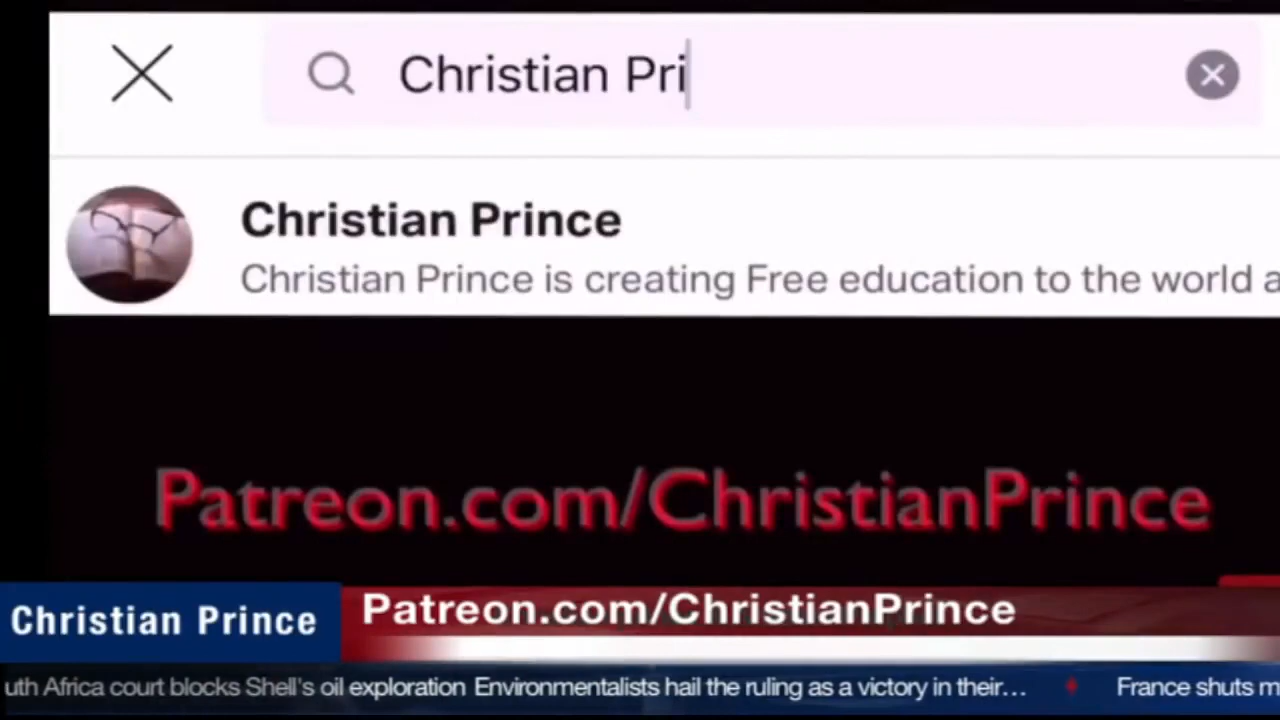 Christian Pri
Christian Prince
Christian Prince is creating Free education to the world a
Patreon.com/ChristianPrince
Christian Prince
Patreon.com/ChristianPrince
uth Africa court blocks Shell's oil exploration Environmentalists hail the ruling as a victory in their... France shuts m